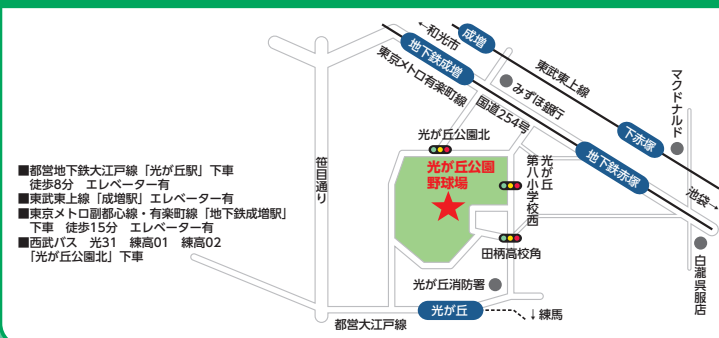 ■都営地下鉄大江戸線「光が丘駅」下車
徒歩8分　エレベーター有
■東武東上線「成増駅」エレベーター有
■東京メトロ副都心線・有楽町線「地下鉄成増駅」
下車　徒歩15分　エレベーター有
■西武バス　光31　練高01　練高02
「光が丘公園北」下車
←和光市
成増
地下鉄成増
東武東上線
東京メトロ有楽町線
みずほ銀行
国道254号
マクドナルド
下赤塚
地下鉄赤塚
池袋→
白瀧呉服店
笹目通り
光が丘公園北
光が丘公園
野球場
光が丘
第八小学校西
田柄高校角
光が丘消防署
光が丘
都営大江戸線
↓練馬